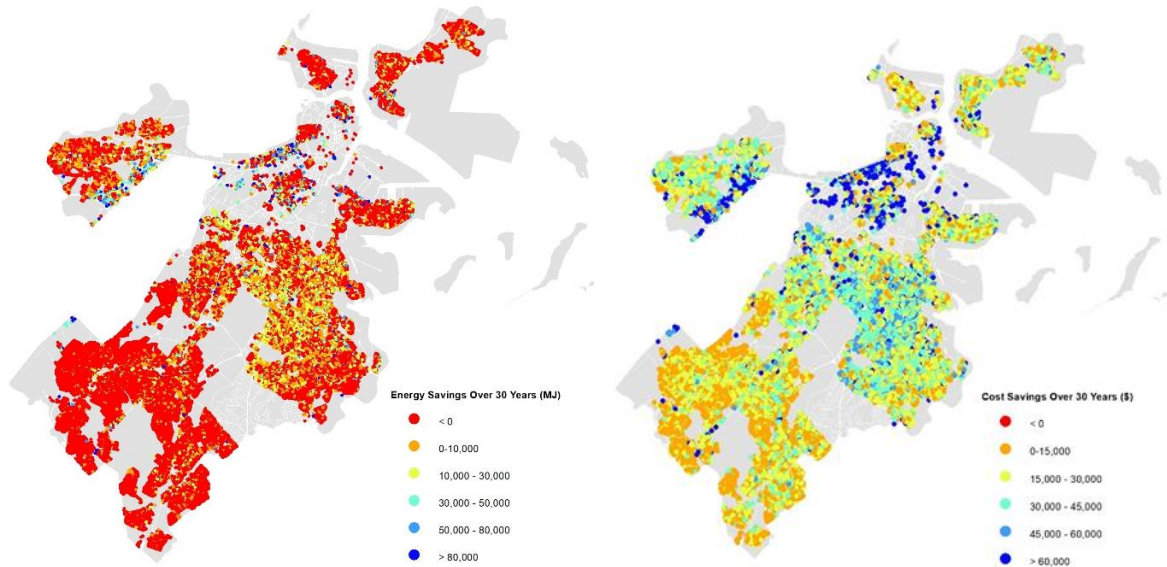 Energy Savings Over 30 Years (MJ)
< 0
0-10,000
10,000 - 30,000
30,000 - 50,000
50,000 - 80,000
> 80,000
Cost Savings Over 30 Years ($)
< 0
0-15,000
15,000 - 30,000
30,000 - 45,000
45,000 - 60,000
> 60,000